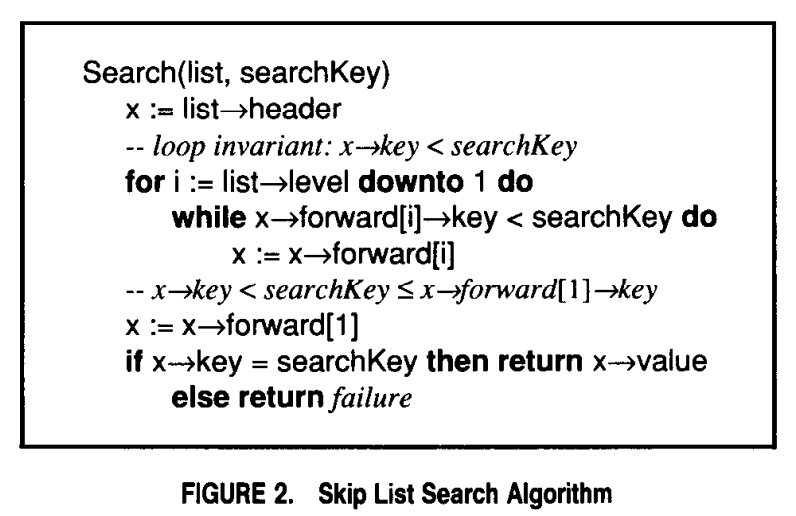 Search(list, searchKey)
x := list→header
-- loop invariant: x→key < searchKey
for i := list→level downto 1 do
while x→forward[i]→key < searchKey do
x := x→forward[i]
-- x→key < searchKey ≤ x→forward[1]→key
x := x→forward[1]
if x→key = searchKey then return x→value
else return failure
FIGURE 2. Skip List Search Algorithm